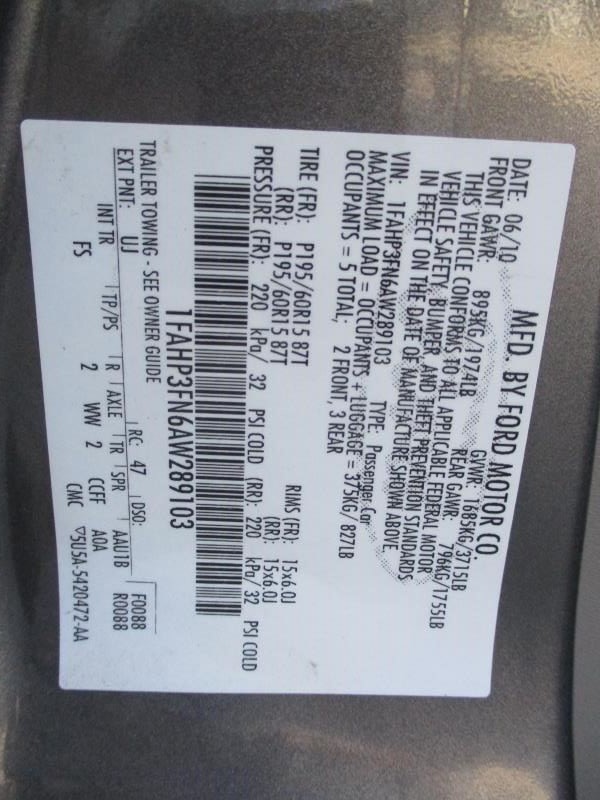 MFD. BY FORD MOTOR CO.
DATE: 06/10 GVWR: 1685KG/3715LB
FRONT GAWR: 895KG/1974LB REAR GAWR: 796KG/1755LB
THIS VEHICLE CONFORMS TO ALL APPLICABLE FEDERAL MOTOR
VEHICLE SAFETY, BUMPER, AND THEFT PREVENTION STANDARDS
IN EFFECT ON THE DATE OF MANUFACTURE SHOWN ABOVE.
VIN: 1FAHP3FN6AW289103 TYPE: Passenger Car
MAXIMUM LOAD = OCCUPANTS + LUGGAGE = 375KG/ 827LB
OCCUPANTS = 5 TOTAL; 2 FRONT, 3 REAR
TIRE (FR): P195/60R15 87T RIMS (FR): 15x6.0J
(RR): P195/60R15 87T (RR): 15x6.0J
PRESSURE (FR): 220 kPa/ 32 PSI COLD (RR): 220 kPa/ 32 PSI COLD
1FAHP3FN6AW289103
TRAILER TOWING - SEE OWNER GUIDE F0088
EXT PNT: UJ RC: 47 DSO: R0088
INT TR TP/PS R AXLE TR SPR AAU1B
FS 2 WW 2 CCFF AOA
CMC ▽5U5A-5420472-AA